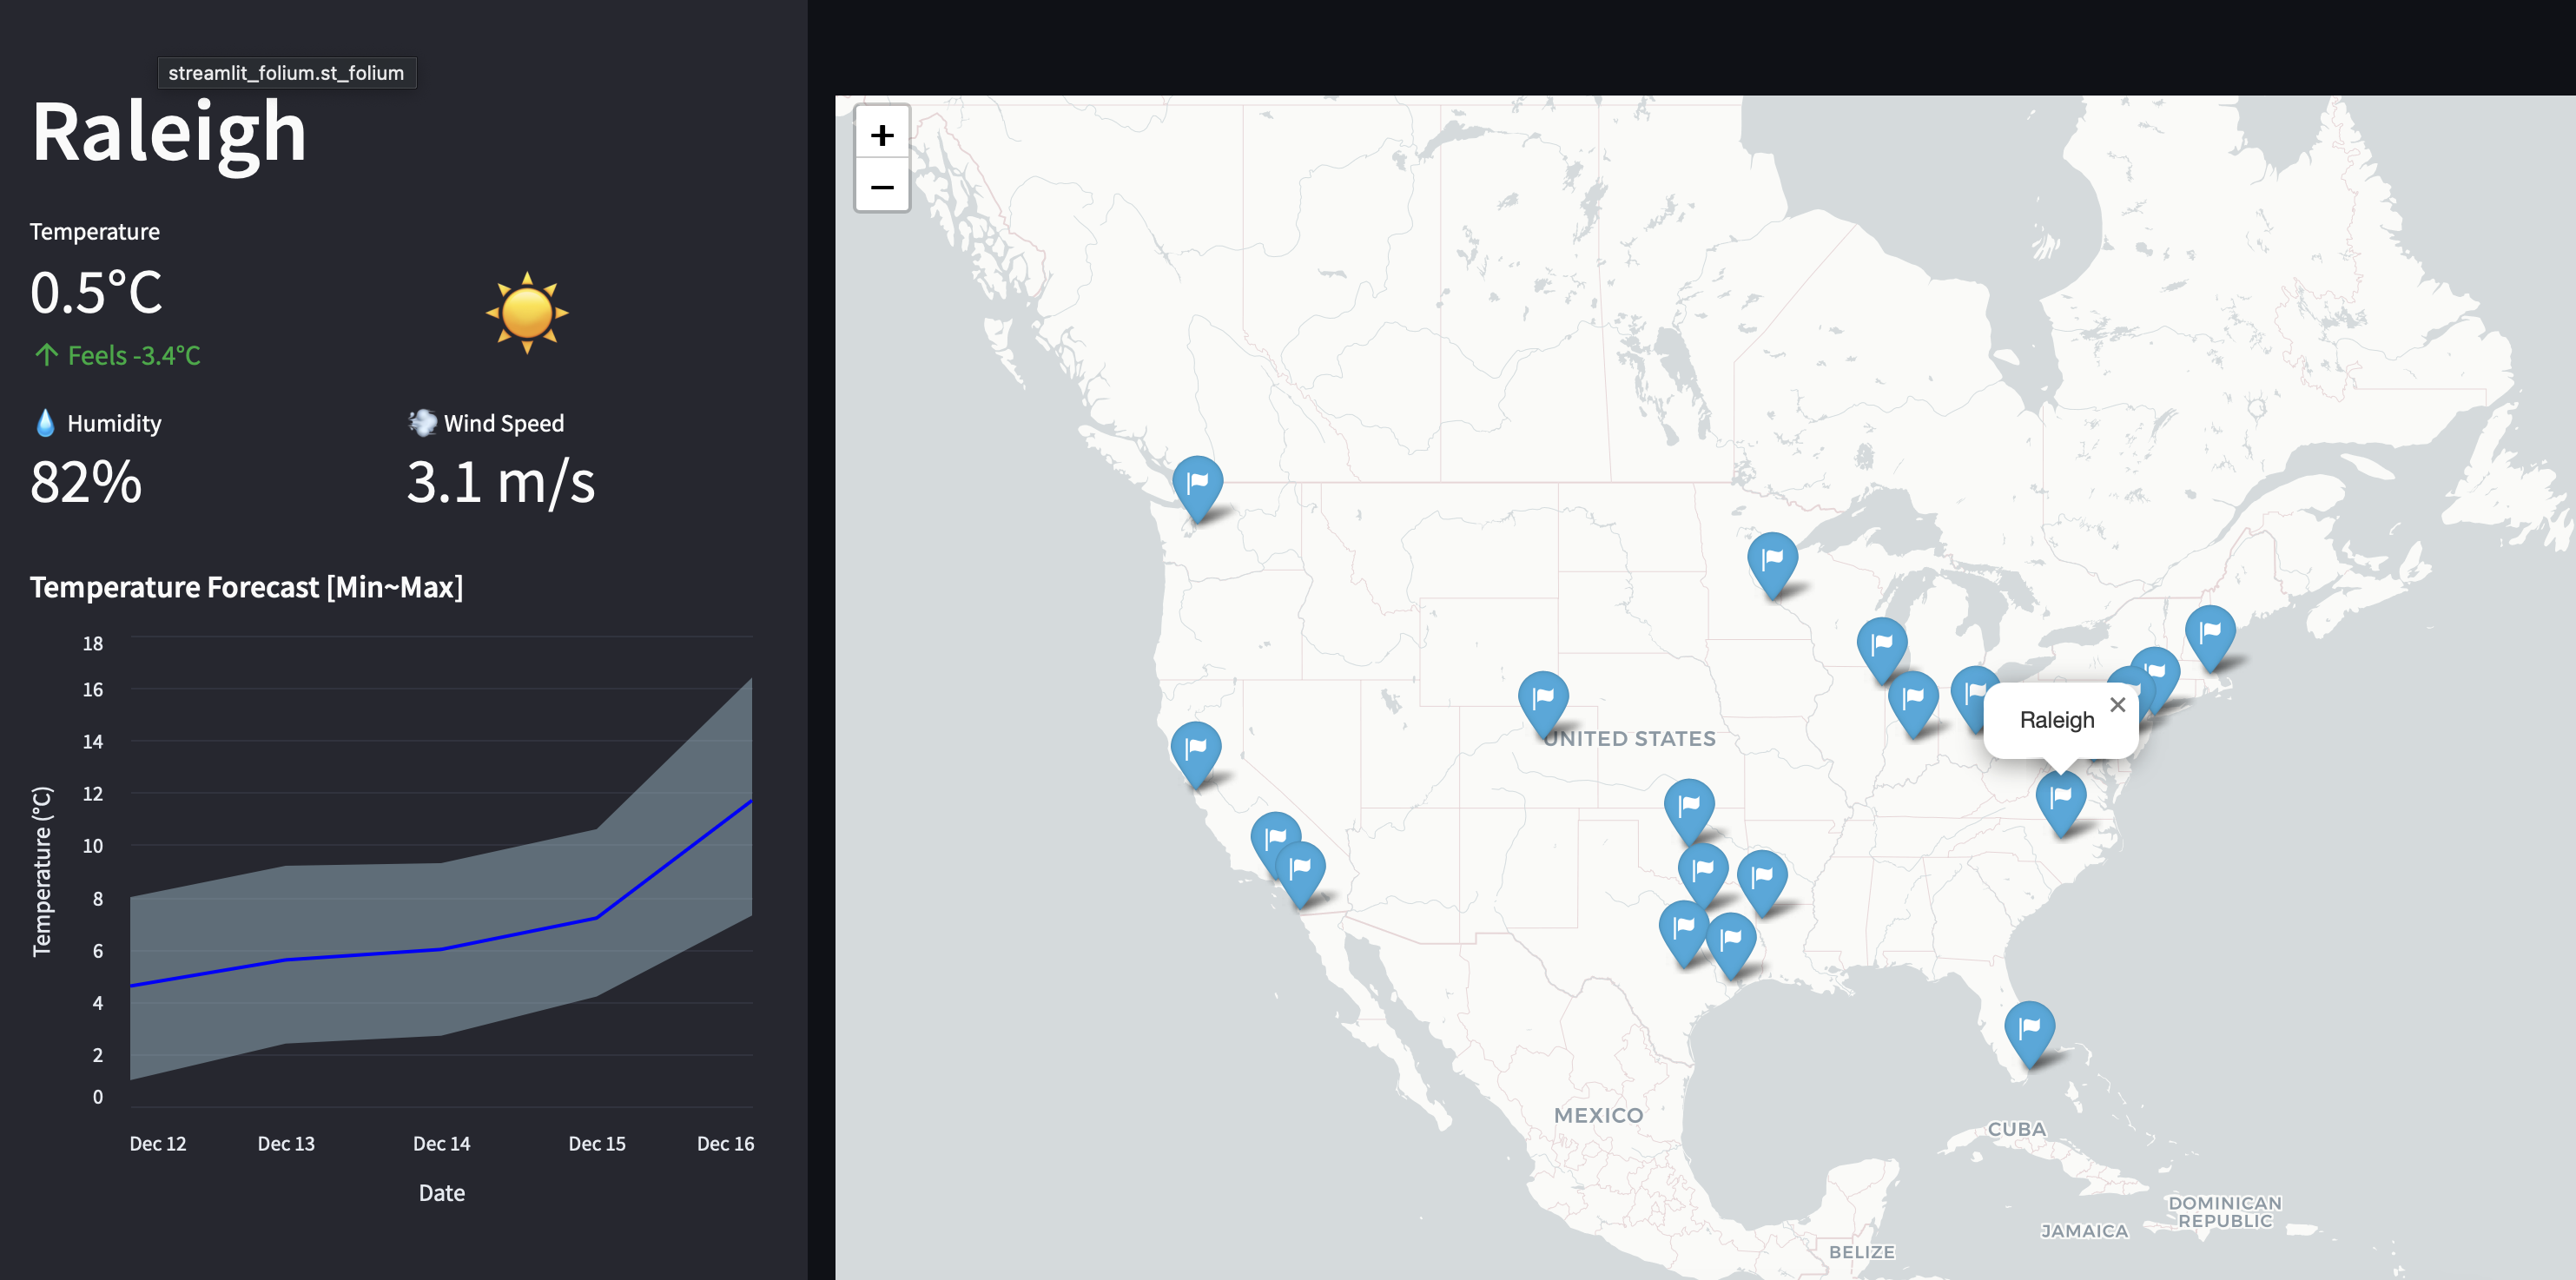 streamlit_folium.st_folium
Raleigh
Temperature
0.5°C
↑ Feels -3.4°C
Humidity
82%
Wind Speed
3.1 m/s
Temperature Forecast [Min~Max]
18
16
14
12
10
8
6
4
2
0
Temperature (°C)
Dec 12
Dec 13
Dec 14
Dec 15
Dec 16
Date
+
−
UNITED STATES
Raleigh
×
MEXICO
CUBA
DOMINICAN
REPUBLIC
JAMAICA
BELIZE